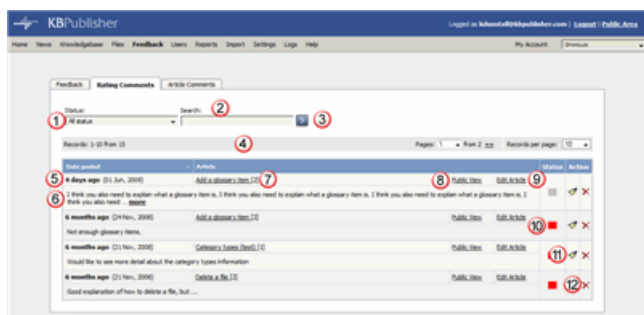 KBPublisher
Logged as kdunstall@kbpublisher.com | Logout | Public Area
Home News Knowledgebase Files Feedback Users Reports Import Settings Logs Help My Account Shortcuts
Feedback Rating Comments Article Comments
Status: Search: 2
1 All status 3
Records: 1-10 from 15 4 Pages: 1 from 2 >> Records per page: 10
Date posted Article Status Action
5 4 days ago (01 Jun, 2009) Add a glossary item [2] 7 8 Public View Edit Article 9
6 I think you also need to explain what a glossary item is. I think you also need to explain what a glossary item is. I think you also need to explain what a glossary item is. I
think you also need ... more
6 months ago (24 Nov, 2008) Add a glossary item [2] Public View Edit Article 10
Not enough glossary items.
6 months ago (21 Nov, 2008) Category types (text) [1] Public View Edit Article 11
Would like to see more detail about the category types information
6 months ago (21 Nov, 2008) Delete a file [2] Public View Edit Article 12
Good explanation of how to delete a file, but ...